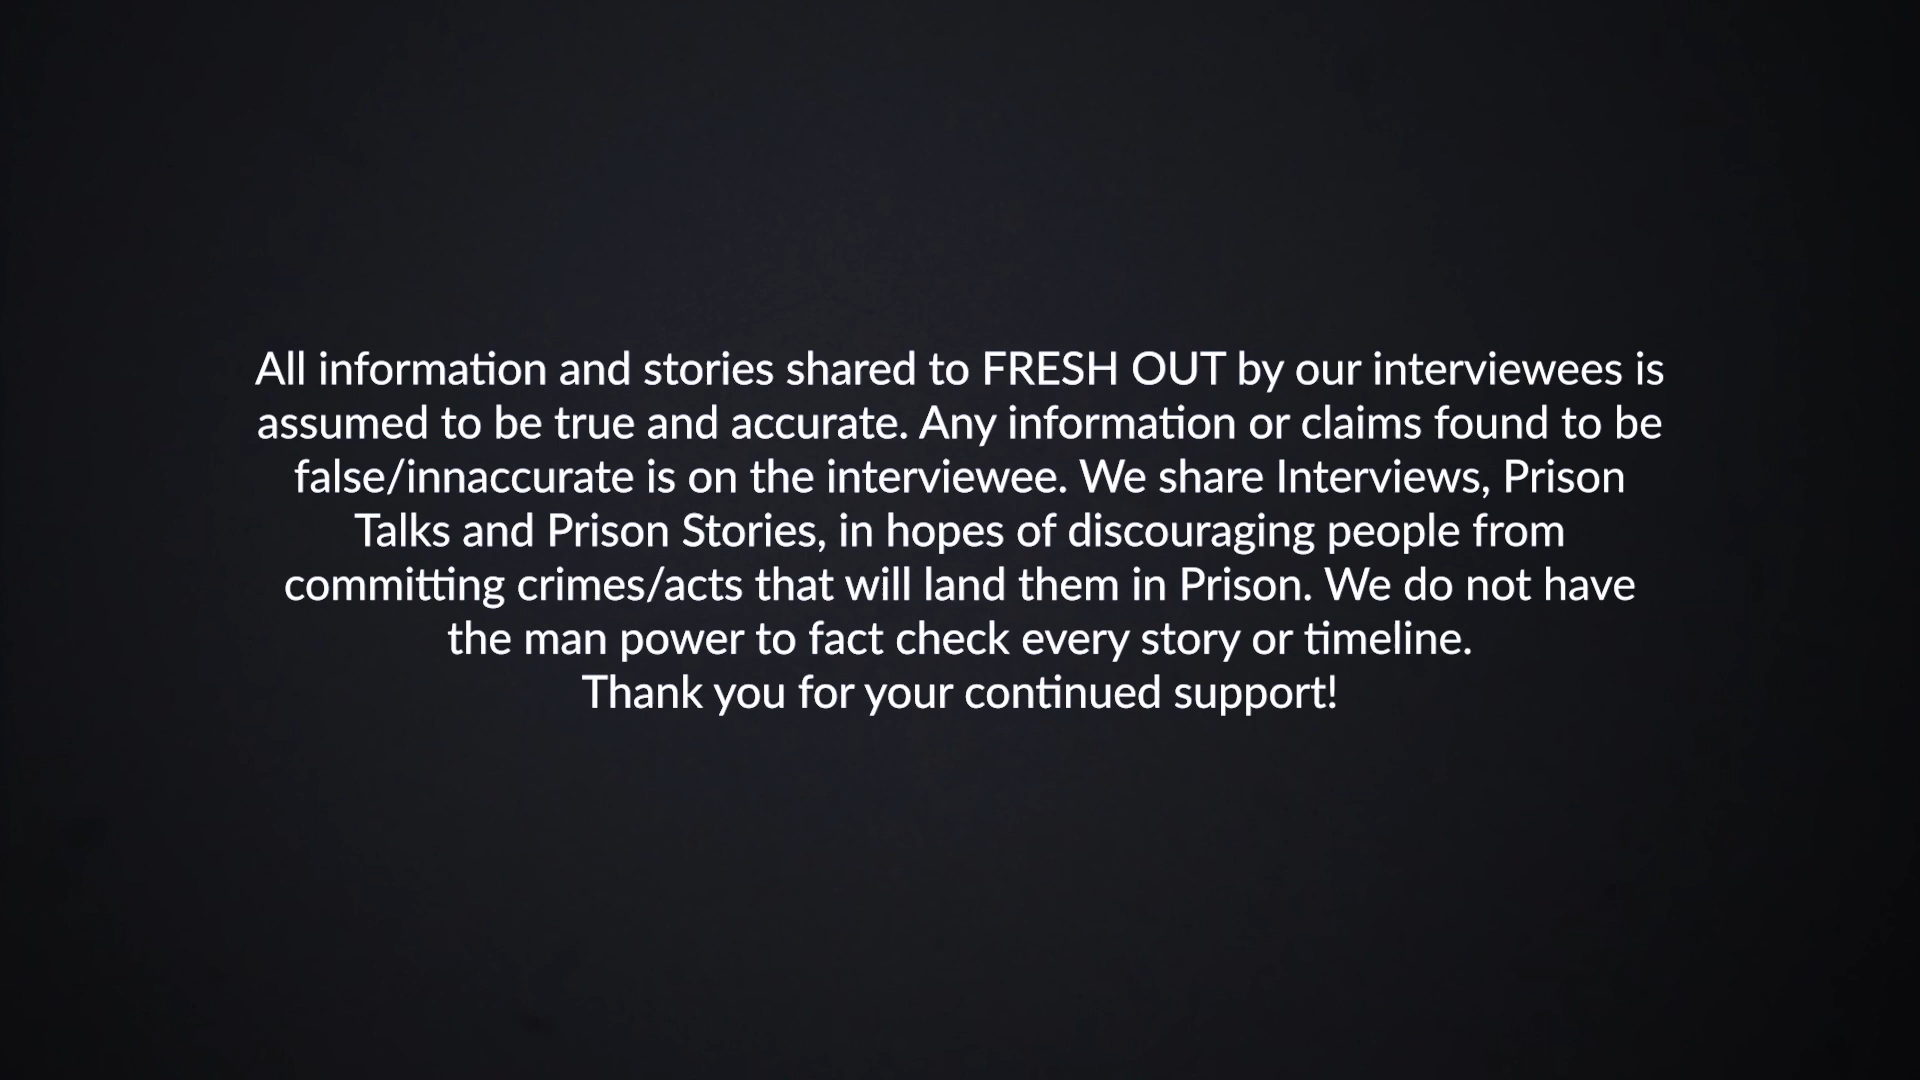 All information and stories shared to FRESH OUT by our interviewees is
assumed to be true and accurate. Any information or claims found to be
false/innaccurate is on the interviewee. We share Interviews, Prison
Talks and Prison Stories, in hopes of discouraging people from
committing crimes/acts that will land them in Prison. We do not have
the man power to fact check every story or timeline.
Thank you for your continued support!